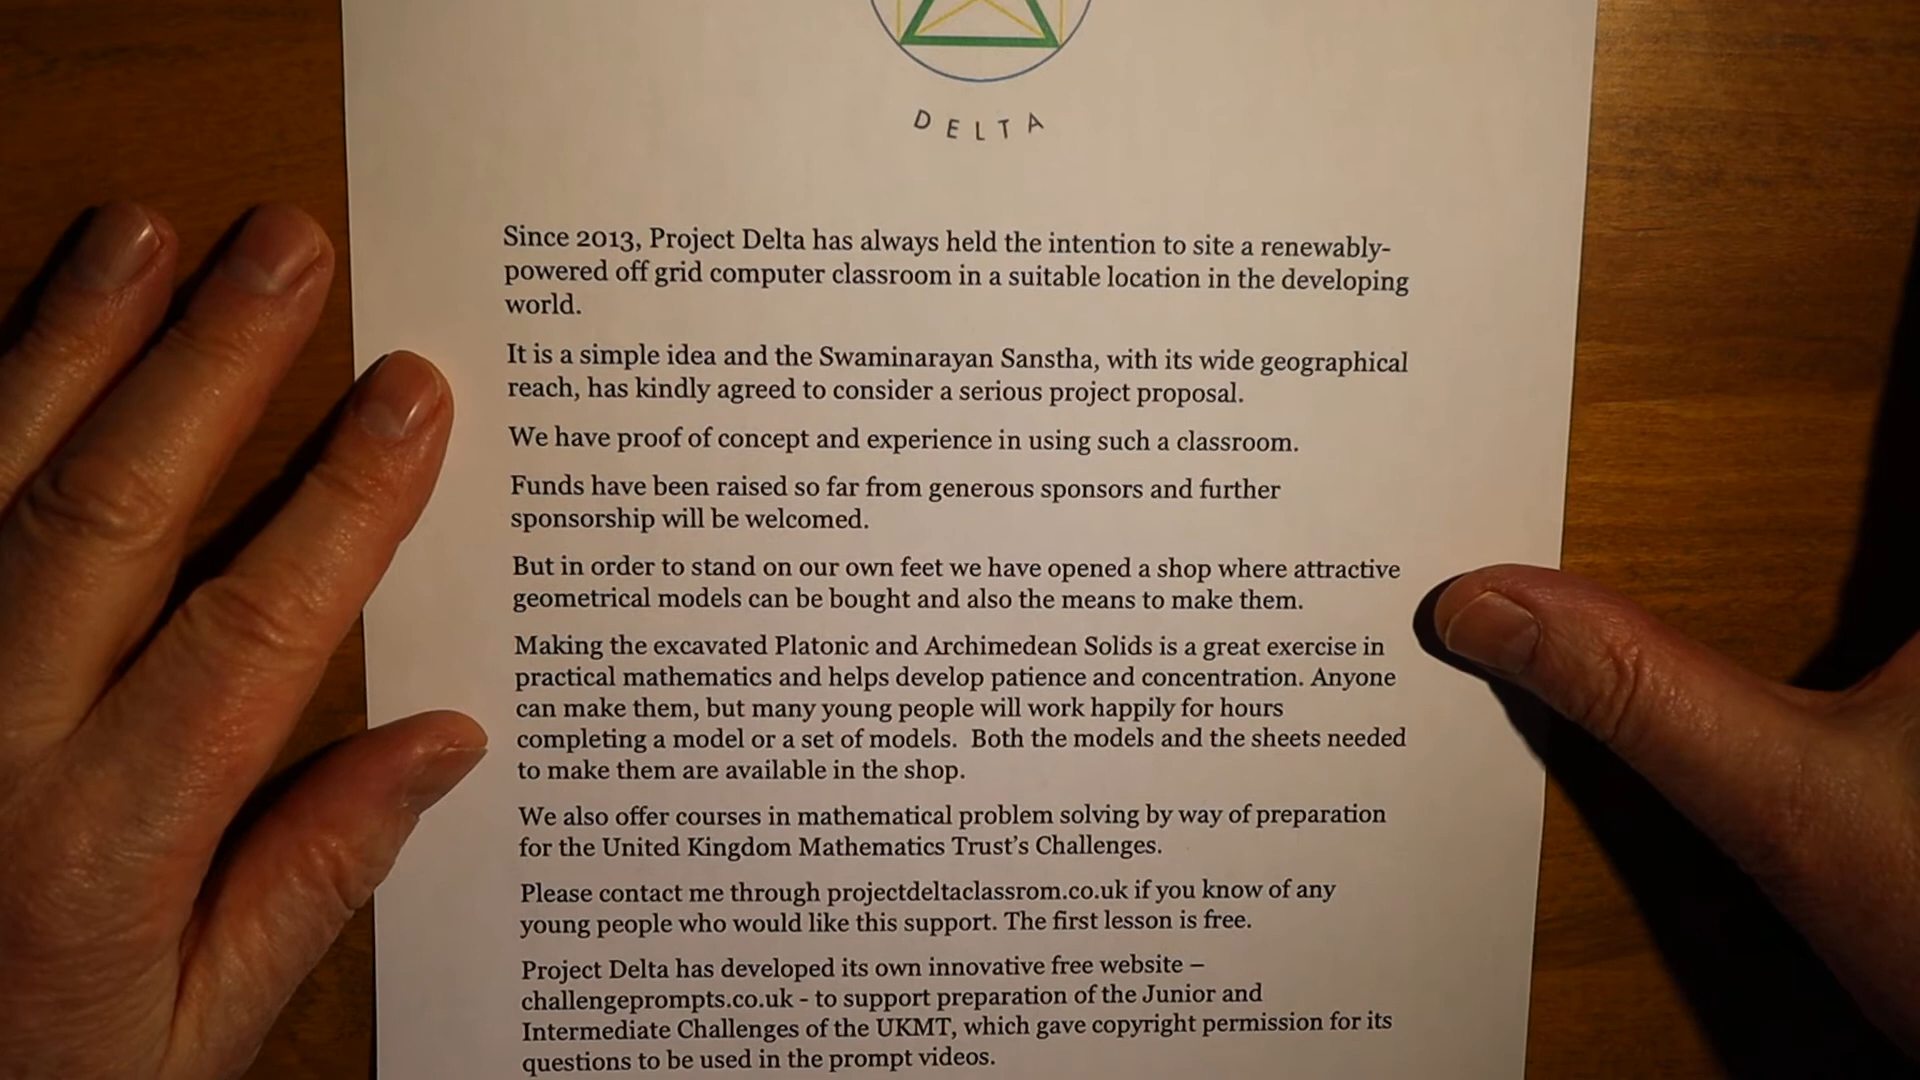 DELTA
Since 2013, Project Delta has always held the intention to site a renewably-
powered off grid computer classroom in a suitable location in the developing
world.
It is a simple idea and the Swaminarayan Sanstha, with its wide geographical
reach, has kindly agreed to consider a serious project proposal.
We have proof of concept and experience in using such a classroom.
Funds have been raised so far from generous sponsors and further
sponsorship will be welcomed.
But in order to stand on our own feet we have opened a shop where attractive
geometrical models can be bought and also the means to make them.
Making the excavated Platonic and Archimedean Solids is a great exercise in
practical mathematics and helps develop patience and concentration. Anyone
can make them, but many young people will work happily for hours
completing a model or a set of models.  Both the models and the sheets needed
to make them are available in the shop.
We also offer courses in mathematical problem solving by way of preparation
for the United Kingdom Mathematics Trust’s Challenges.
Please contact me through projectdeltaclassrom.co.uk if you know of any
young people who would like this support. The first lesson is free.
Project Delta has developed its own innovative free website –
challengeprompts.co.uk - to support preparation of the Junior and
Intermediate Challenges of the UKMT, which gave copyright permission for its
questions to be used in the prompt videos.